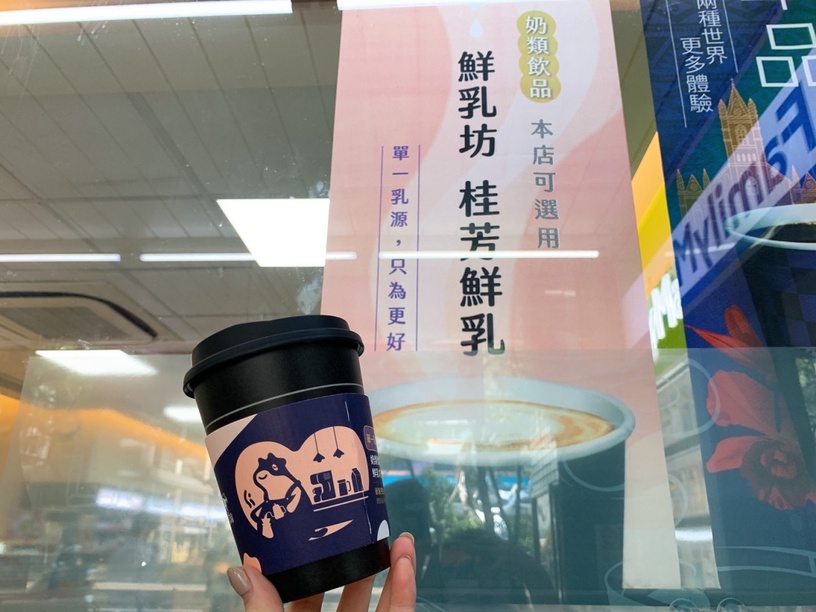 奶類飲品
本店可選用
鮮乳坊 桂芳鮮乳
單一乳源，只為更好
兩種世界
更多體驗